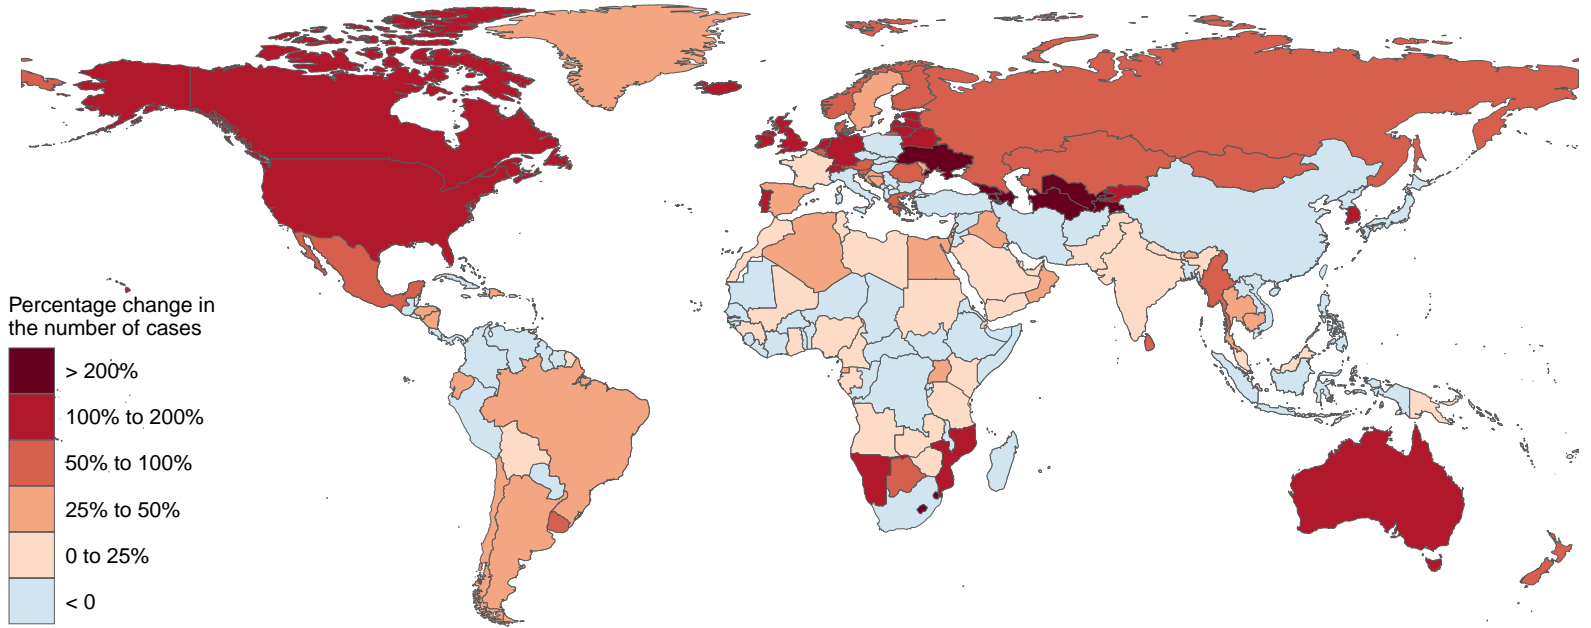 Percentage change in
the number of cases
> 200%
100% to 200%
50% to 100%
25% to 50%
0 to 25%
< 0